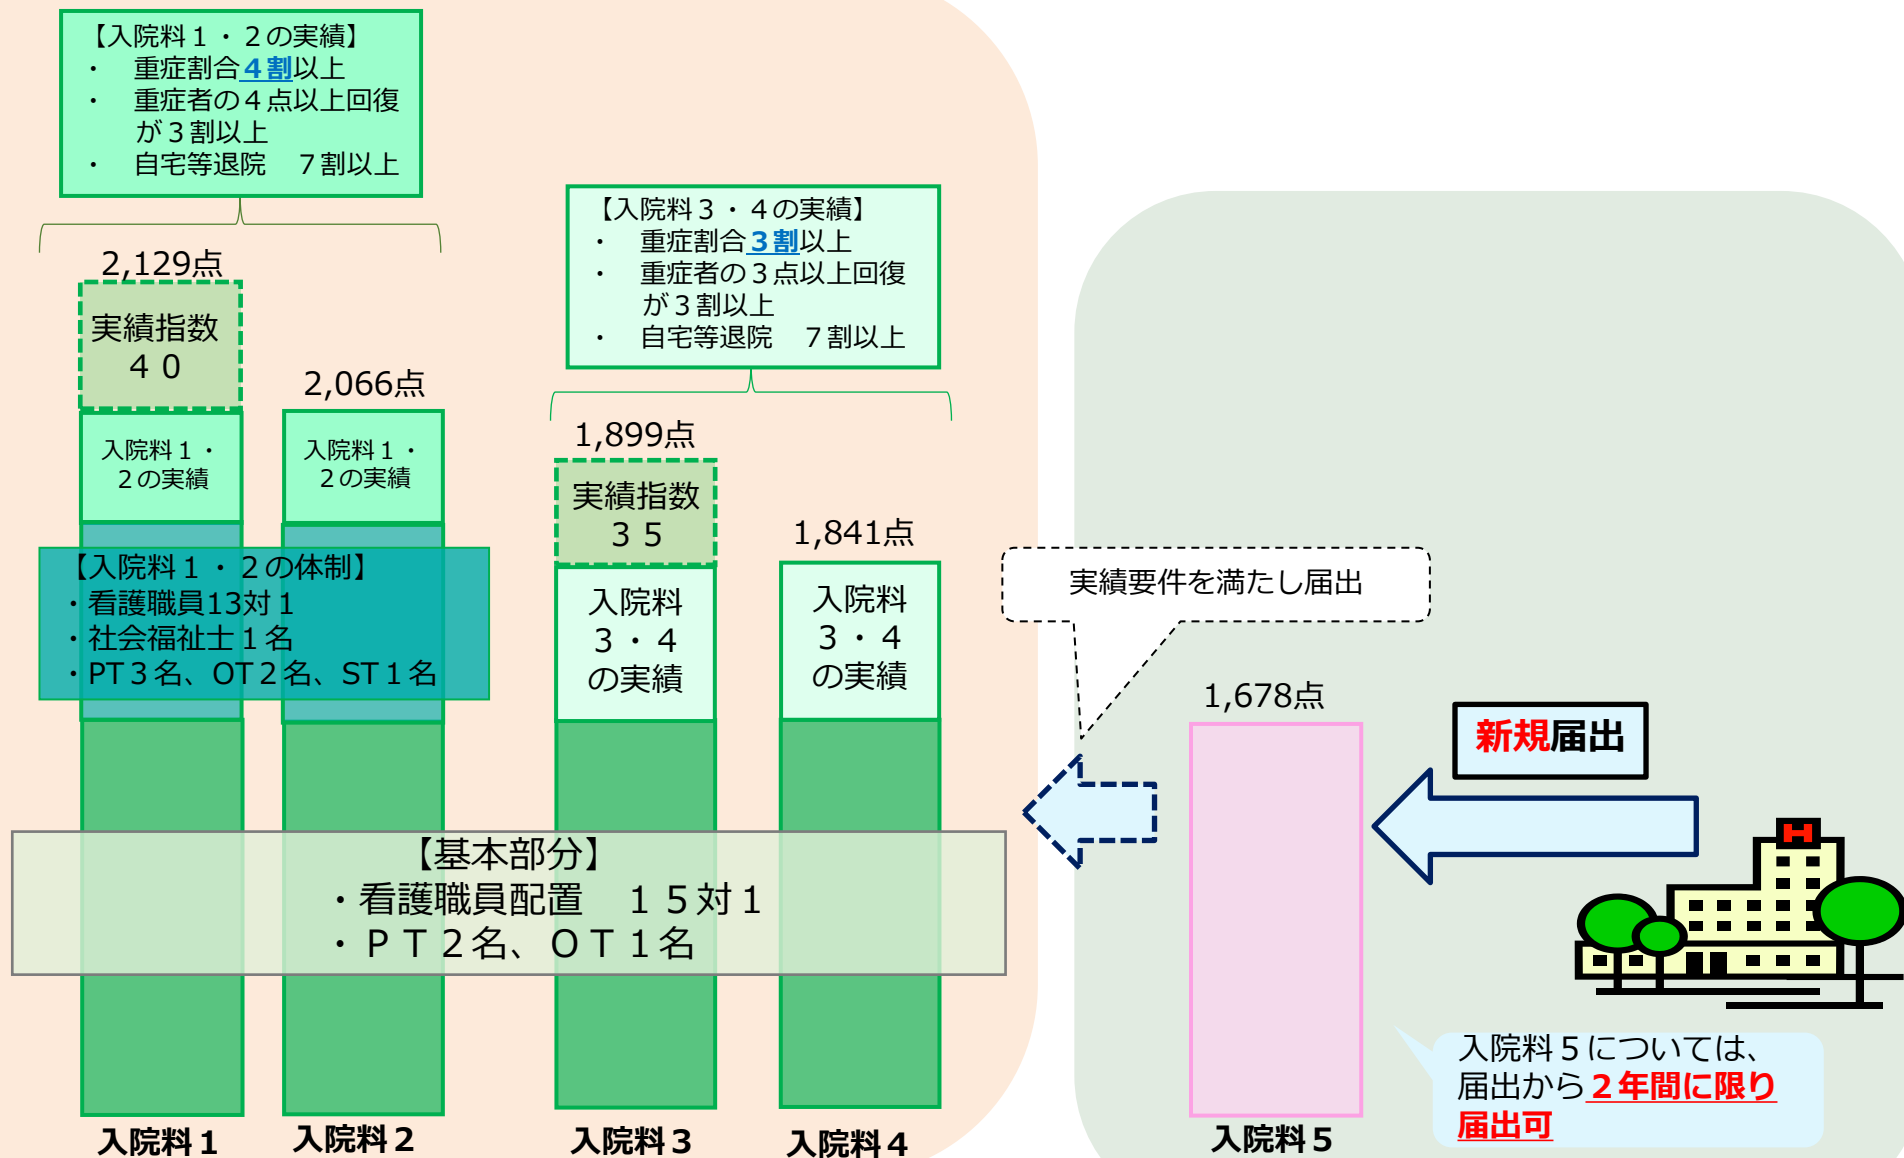 【入院料１・２の実績】
・　重症割合４割以上
・　重症者の４点以上回復
が３割以上
・　自宅等退院　７割以上
【入院料３・４の実績】
・　重症割合３割以上
・　重症者の３点以上回復
が３割以上
・　自宅等退院　７割以上
2,129点
実績指数
４０
入院料１・
２の実績
2,066点
入院料１・
２の実績
1,899点
実績指数
３５
入院料
３・４
の実績
1,841点
入院料
３・４
の実績
【入院料１・２の体制】
・看護職員13対１
・社会福祉士１名
・PT３名、OT２名、ST１名
【基本部分】
・看護職員配置　１５対１
・ＰＴ２名、ＯＴ１名
実績要件を満たし届出
1,678点
新規届出
H
入院料５については、
届出から２年間に限り
届出可
入院料１
入院料２
入院料３
入院料４
入院料５